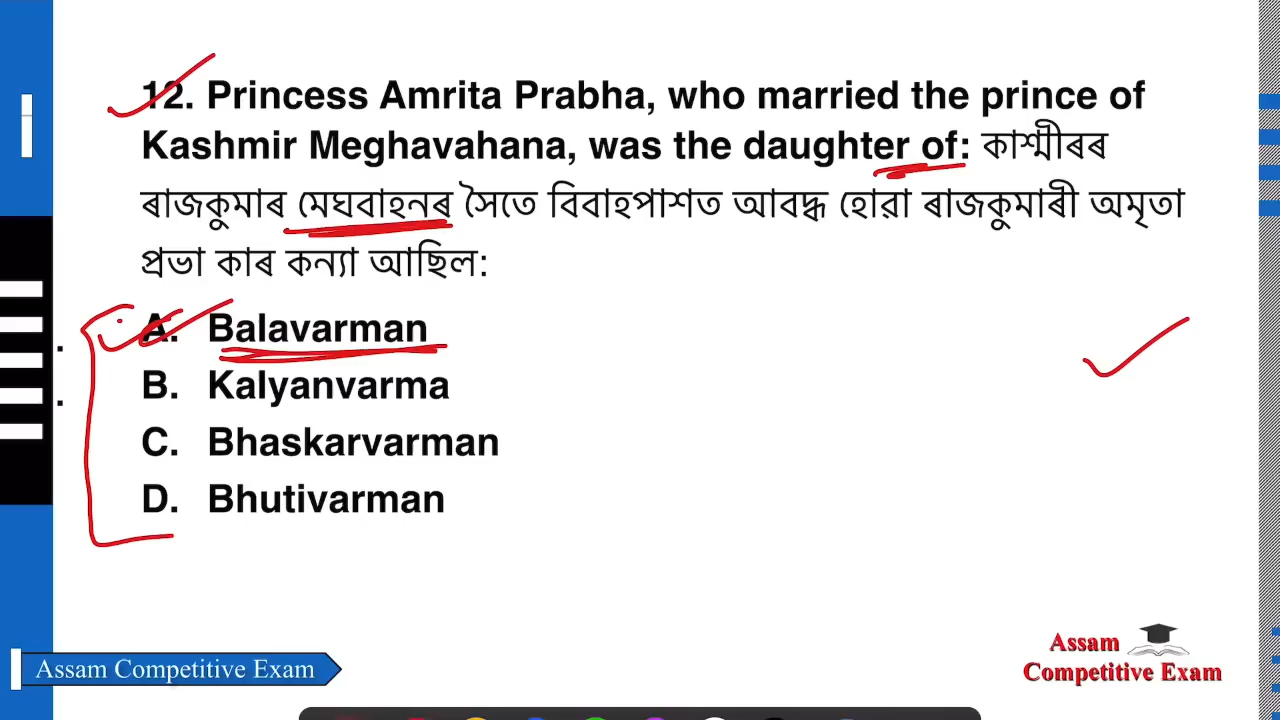 12. Princess Amrita Prabha, who married the prince of
Kashmir Meghavahana, was the daughter of: কাশ্মীৰৰ
ৰাজকুমাৰ মেঘবাহনৰ সৈতে বিবাহপাশত আবদ্ধ হোৱা ৰাজকুমাৰী অমৃতা
প্ৰভা কাৰ কন্যা আছিল:
A. Balavarman
B. Kalyanvarma
C. Bhaskarvarman
D. Bhutivarman
Assam Competitive Exam
Assam
Competitive Exam